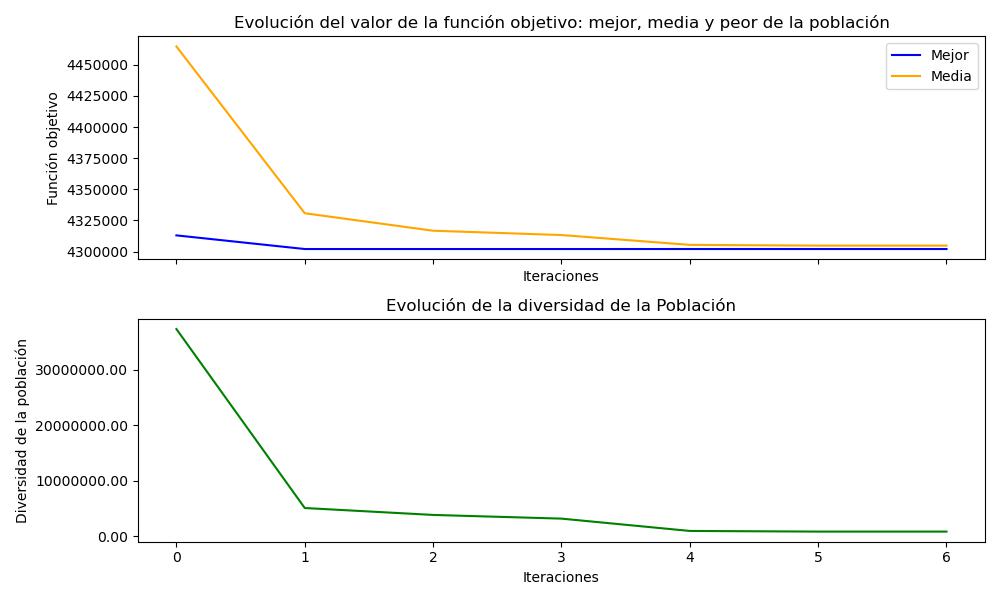 Evolución del valor de la función objetivo: mejor, media y peor de la población
Mejor
Media
Función objetivo
4450000
4425000
4400000
4375000
4350000
4325000
4300000
Iteraciones
Evolución de la diversidad de la Población
Diversidad de la población
30000000.00
20000000.00
10000000.00
0.00
0 1 2 3 4 5 6
Iteraciones